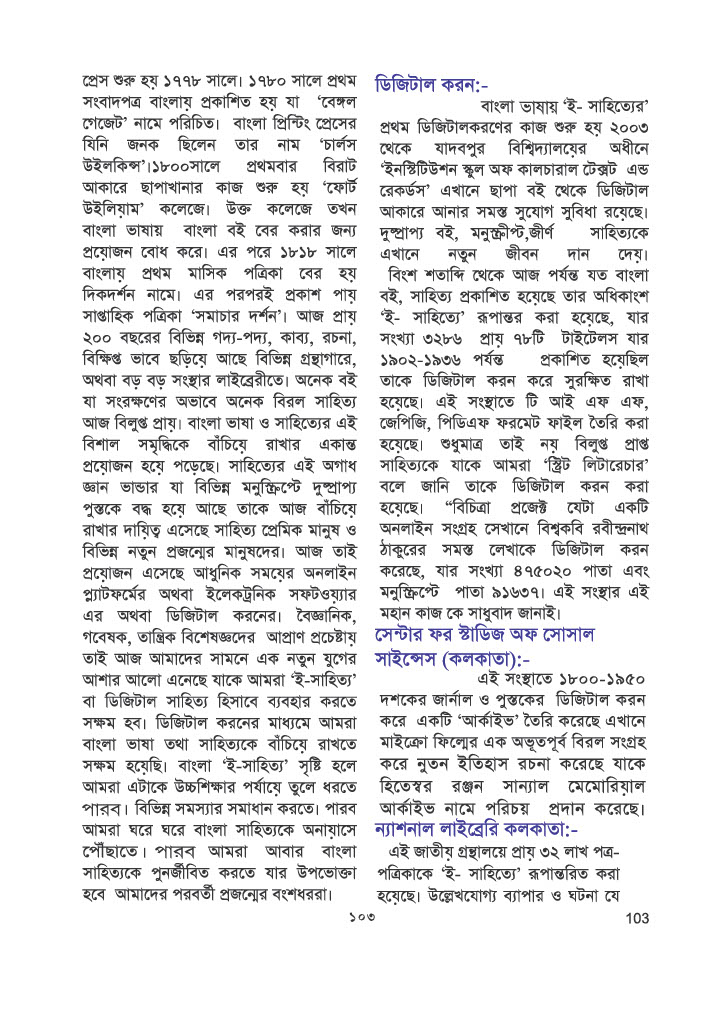 প্রেস শুরু হয় ১৭৭৮ সালে। ১৭৮০ সালে প্রথম
সংবাদপত্র বাংলায় প্রকাশিত হয় যা ‘বেঙ্গল
গেজেট’ নামে পরিচিত। বাংলা প্রিন্টিং প্রেসের
যিনি জনক ছিলেন তার নাম ‘চার্লস
উইলকিন্স’।১৮০০সালে প্রথমবার বিরাট
আকারে ছাপাখানার কাজ শুরু হয় ‘ফোর্ট
উইলিয়াম’ কলেজে। উক্ত কলেজে তখন
বাংলা ভাষায় বাংলা বই বের করার জন্য
প্রয়োজন বোধ করে। এর পরে ১৮১৮ সালে
বাংলায় প্রথম মাসিক পত্রিকা বের হয়
দিকদর্শন নামে। এর পরপরই প্রকাশ পায়
সাপ্তাহিক পত্রিকা ‘সমাচার দর্শন’। আজ প্রায়
২০০ বছরের বিভিন্ন গদ্য-পদ্য, কাব্য, রচনা,
বিক্ষিপ্ত ভাবে ছড়িয়ে আছে বিভিন্ন গ্রন্থাগারে,
অথবা বড় বড় সংস্থার লাইব্রেরীতে। অনেক বই
যা সংরক্ষণের অভাবে অনেক বিরল সাহিত্য
আজ বিলুপ্ত প্রায়। বাংলা ভাষা ও সাহিত্যের এই
বিশাল সমৃদ্ধিকে বাঁচিয়ে রাখার একান্ত
প্রয়োজন হয়ে পড়েছে। সাহিত্যের এই অগাধ
জ্ঞান ভান্ডার যা বিভিন্ন মনুস্ক্রিপ্টে দুষ্প্রাপ্য
পুস্তকে বদ্ধ হয়ে আছে তাকে আজ বাঁচিয়ে
রাখার দায়িত্ব এসেছে সাহিত্য প্রেমিক মানুষ ও
বিভিন্ন নতুন প্রজন্মের মানুষদের। আজ তাই
প্রয়োজন এসেছে আধুনিক সময়ের অনলাইন
প্ল্যাটফর্মের অথবা ইলেকট্রনিক সফটওয়্যার
এর অথবা ডিজিটাল করনের। বৈজ্ঞানিক,
গবেষক, তান্ত্রিক বিশেষজ্ঞদের আপ্রাণ প্রচেষ্টায়
তাই আজ আমাদের সামনে এক নতুন যুগের
আশার আলো এনেছে যাকে আমরা ‘ই-সাহিত্য’
বা ডিজিটাল সাহিত্য হিসাবে ব্যবহার করতে
সক্ষম হব। ডিজিটাল করনের মাধ্যমে আমরা
বাংলা ভাষা তথা সাহিত্যকে বাঁচিয়ে রাখতে
সক্ষম হয়েছি। বাংলা ‘ই-সাহিত্য’ সৃষ্টি হলে
আমরা এটাকে উচ্চশিক্ষার পর্যায়ে তুলে ধরতে
পারব। বিভিন্ন সমস্যার সমাধান করতে। পারব
আমরা ঘরে ঘরে বাংলা সাহিত্যকে অনায়াসে
পৌঁছাতে। পারব আমরা আবার বাংলা
সাহিত্যকে পুনর্জীবিত করতে যার উপভোক্তা
হবে আমাদের পরবর্তী প্রজন্মের বংশধররা।
ডিজিটাল করন:-
বাংলা ভাষায় ‘ই- সাহিত্যের’
প্রথম ডিজিটালকরণের কাজ শুরু হয় ২০০৩
থেকে যাদবপুর বিশ্বিদ্যালয়ের অধীনে
‘ইনস্টিটিউশন স্কুল অফ কালচারাল টেক্সট এন্ড
রেকর্ডস’ এখানে ছাপা বই থেকে ডিজিটাল
আকারে আনার সমস্ত সুযোগ সুবিধা রয়েছে।
দুষ্প্রাপ্য বই, মনুস্ক্রীপ্ট,জীর্ণ সাহিত্যকে
এখানে নতুন জীবন দান দেয়।
বিংশ শতাব্দি থেকে আজ পর্যন্ত যত বাংলা
বই, সাহিত্য প্রকাশিত হয়েছে তার অধিকাংশ
‘ই- সাহিত্যে’ রূপান্তর করা হয়েছে, যার
সংখ্যা ৩২৮৬ প্রায় ৭৮টি টাইটেলস যার
১৯০২-১৯৩৬ পর্যন্ত প্রকাশিত হয়েছিল
তাকে ডিজিটাল করন করে সুরক্ষিত রাখা
হয়েছে। এই সংস্থাতে টি আই এফ এফ,
জেপিজি, পিডিএফ ফরমেট ফাইল তৈরি করা
হয়েছে। শুধুমাত্র তাই নয় বিলুপ্ত প্রাপ্ত
সাহিত্যকে যাকে আমরা ‘স্ট্রিট লিটারেচার’
বলে জানি তাকে ডিজিটাল করন করা
হয়েছে। “বিচিত্রা প্রজেক্ট যেটা একটি
অনলাইন সংগ্রহ সেখানে বিশ্বকবি রবীন্দ্রনাথ
ঠাকুরের সমস্ত লেখাকে ডিজিটাল করন
করেছে, যার সংখ্যা ৪৭৫০২০ পাতা এবং
মনুস্ক্রিপ্টে পাতা ৯১৬৩৭। এই সংস্থার এই
মহান কাজ কে সাধুবাদ জানাই।
সেন্টার ফর স্টাডিজ অফ সোসাল
সাইন্সেস (কলকাতা):-
এই সংস্থাতে ১৮০০-১৯৫০
দশকের জার্নাল ও পুস্তকের ডিজিটাল করন
করে একটি ‘আর্কাইভ’ তৈরি করেছে এখানে
মাইক্রো ফিল্মের এক অভূতপূর্ব বিরল সংগ্রহ
করে নুতন ইতিহাস রচনা করেছে যাকে
হিতেস্বর রঞ্জন সান্যাল মেমোরিয়াল
আর্কাইভ নামে পরিচয় প্রদান করেছে।
ন্যাশনাল লাইব্রেরি কলকাতা:-
এই জাতীয় গ্রন্থালয়ে প্রায় ৩২ লাখ পত্র-
পত্রিকাকে ‘ই- সাহিত্যে’ রূপান্তরিত করা
হয়েছে। উল্লেখযোগ্য ব্যাপার ও ঘটনা যে
১০৩
103